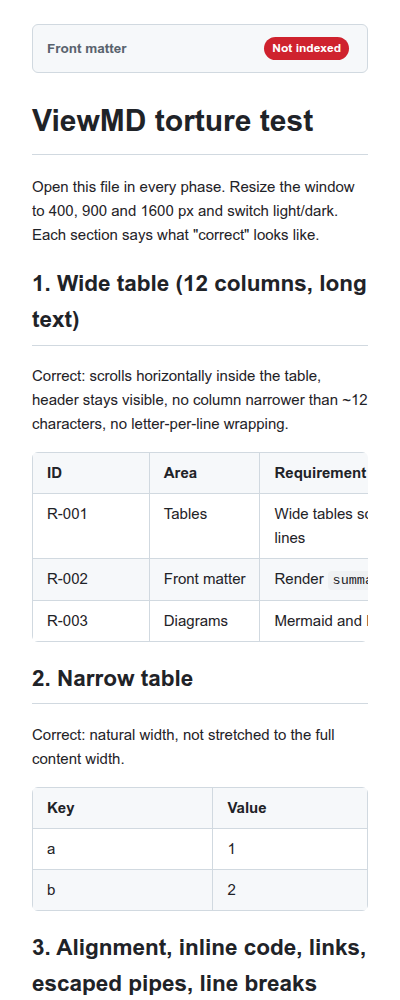 Front matter Not indexed
ViewMD torture test
Open this file in every phase. Resize the window
to 400, 900 and 1600 px and switch light/dark.
Each section says what "correct" looks like.
1. Wide table (12 columns, long
text)
Correct: scrolls horizontally inside the table,
header stays visible, no column narrower than ~12
characters, no letter-per-line wrapping.
ID Area Requirement
R-001 Tables Wide tables
lines
R-002 Front matter Render
R-003 Diagrams Mermaid and
2. Narrow table
Correct: natural width, not stretched to the full
content width.
Key Value
a 1
b 2
3. Alignment, inline code, links,
escaped pipes, line breaks